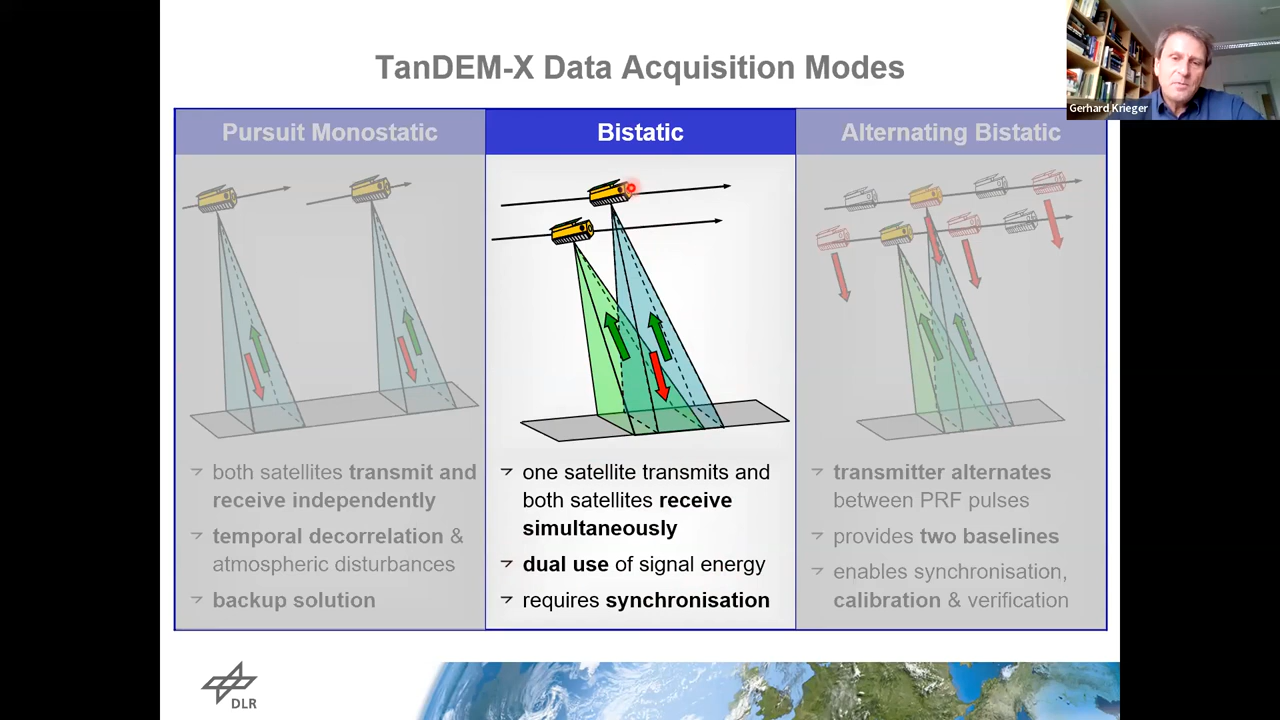 TanDEM-X Data Acquisition Modes
Gerhard Krieger
Pursuit Monostatic
both satellites transmit and
receive independently
temporal decorrelation &
atmospheric disturbances
backup solution
Bistatic
one satellite transmits and
both satellites receive
simultaneously
dual use of signal energy
requires synchronisation
Alternating Bistatic
transmitter alternates
between PRF pulses
provides two baselines
enables synchronisation,
calibration & verification
DLR